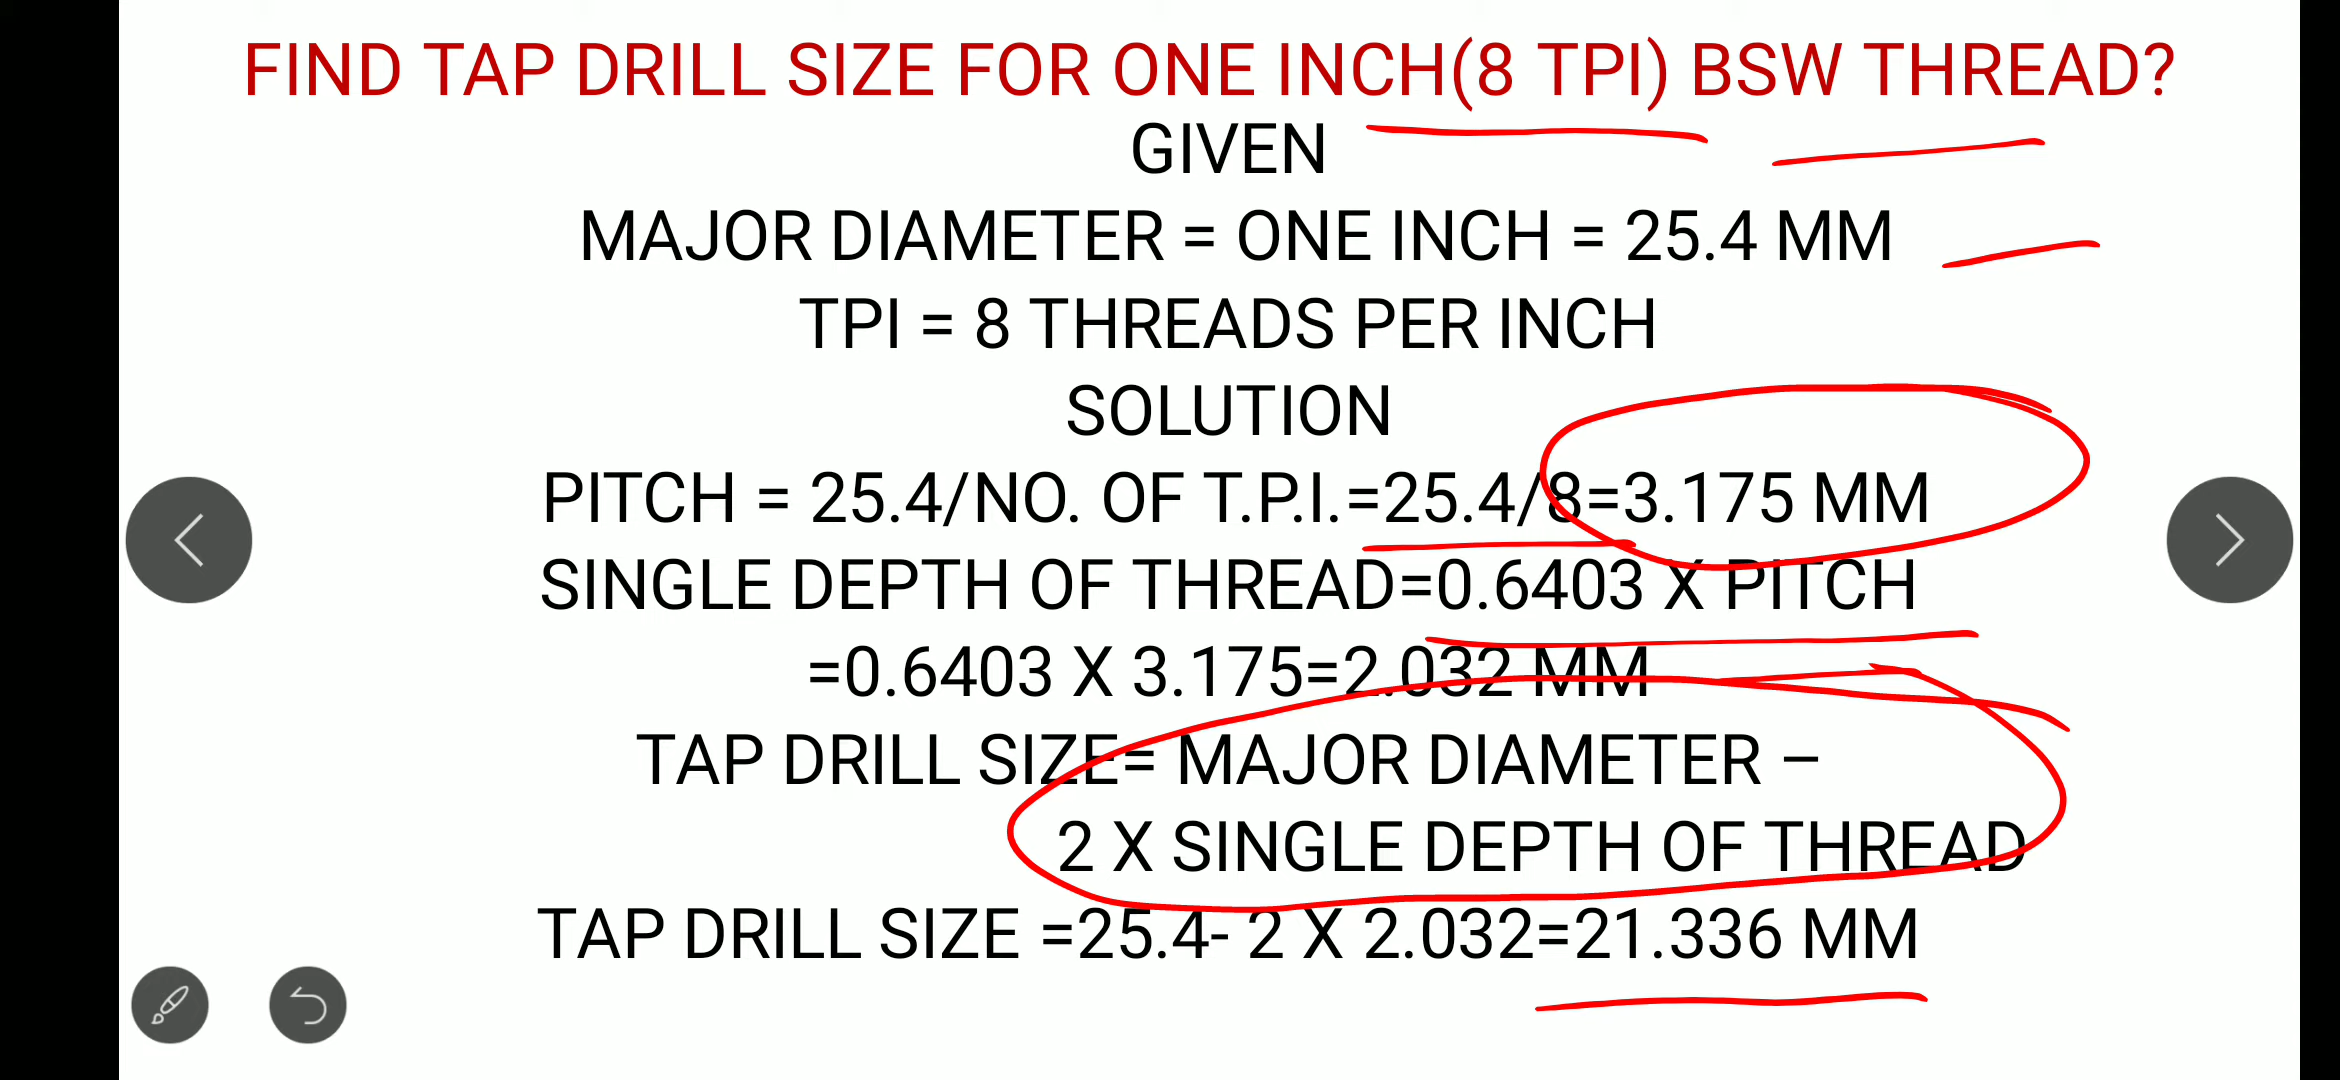 FIND TAP DRILL SIZE FOR ONE INCH(8 TPI) BSW THREAD?
GIVEN
MAJOR DIAMETER = ONE INCH = 25.4 MM
TPI = 8 THREADS PER INCH
SOLUTION
PITCH = 25.4/NO. OF T.P.I.=25.4/8=3.175 MM
SINGLE DEPTH OF THREAD=0.6403 X PITCH
=0.6403 X 3.175=2.032 MM
TAP DRILL SIZE= MAJOR DIAMETER –
2 X SINGLE DEPTH OF THREAD
TAP DRILL SIZE =25.4- 2 X 2.032=21.336 MM